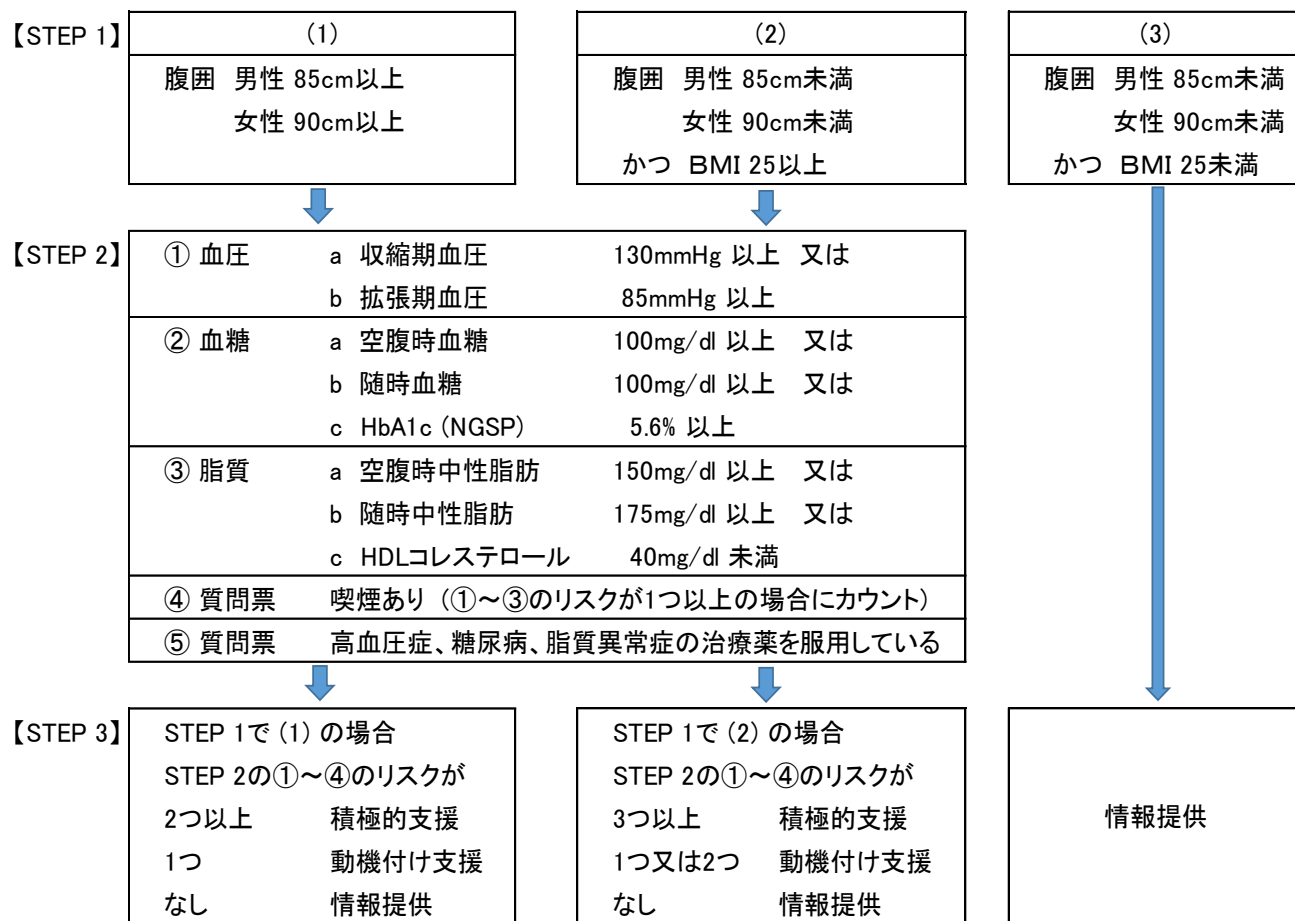 【STEP 1】
(1)
腹囲 男性 85cm以上
女性 90cm以上
(2)
腹囲 男性 85cm未満
女性 90cm未満
かつ BMI 25以上
(3)
腹囲 男性 85cm未満
女性 90cm未満
かつ BMI 25未満
【STEP 2】
① 血圧 a 収縮期血圧 130mmHg 以上 又は
b 拡張期血圧 85mmHg 以上
② 血糖 a 空腹時血糖 100mg/dl 以上 又は
b 随時血糖 100mg/dl 以上 又は
c HbA1c (NGSP) 5.6% 以上
③ 脂質 a 空腹時中性脂肪 150mg/dl 以上 又は
b 随時中性脂肪 175mg/dl 以上 又は
c HDLコレステロール 40mg/dl 未満
④ 質問票 喫煙あり (①～③のリスクが1つ以上の場合にカウント)
⑤ 質問票 高血圧症、糖尿病、脂質異常症の治療薬を服用している
【STEP 3】
STEP 1で (1) の場合
STEP 2の①～④のリスクが
2つ以上 積極的支援
1つ 動機付け支援
なし 情報提供
STEP 1で (2) の場合
STEP 2の①～④のリスクが
3つ以上 積極的支援
1つ又は2つ 動機付け支援
なし 情報提供
情報提供